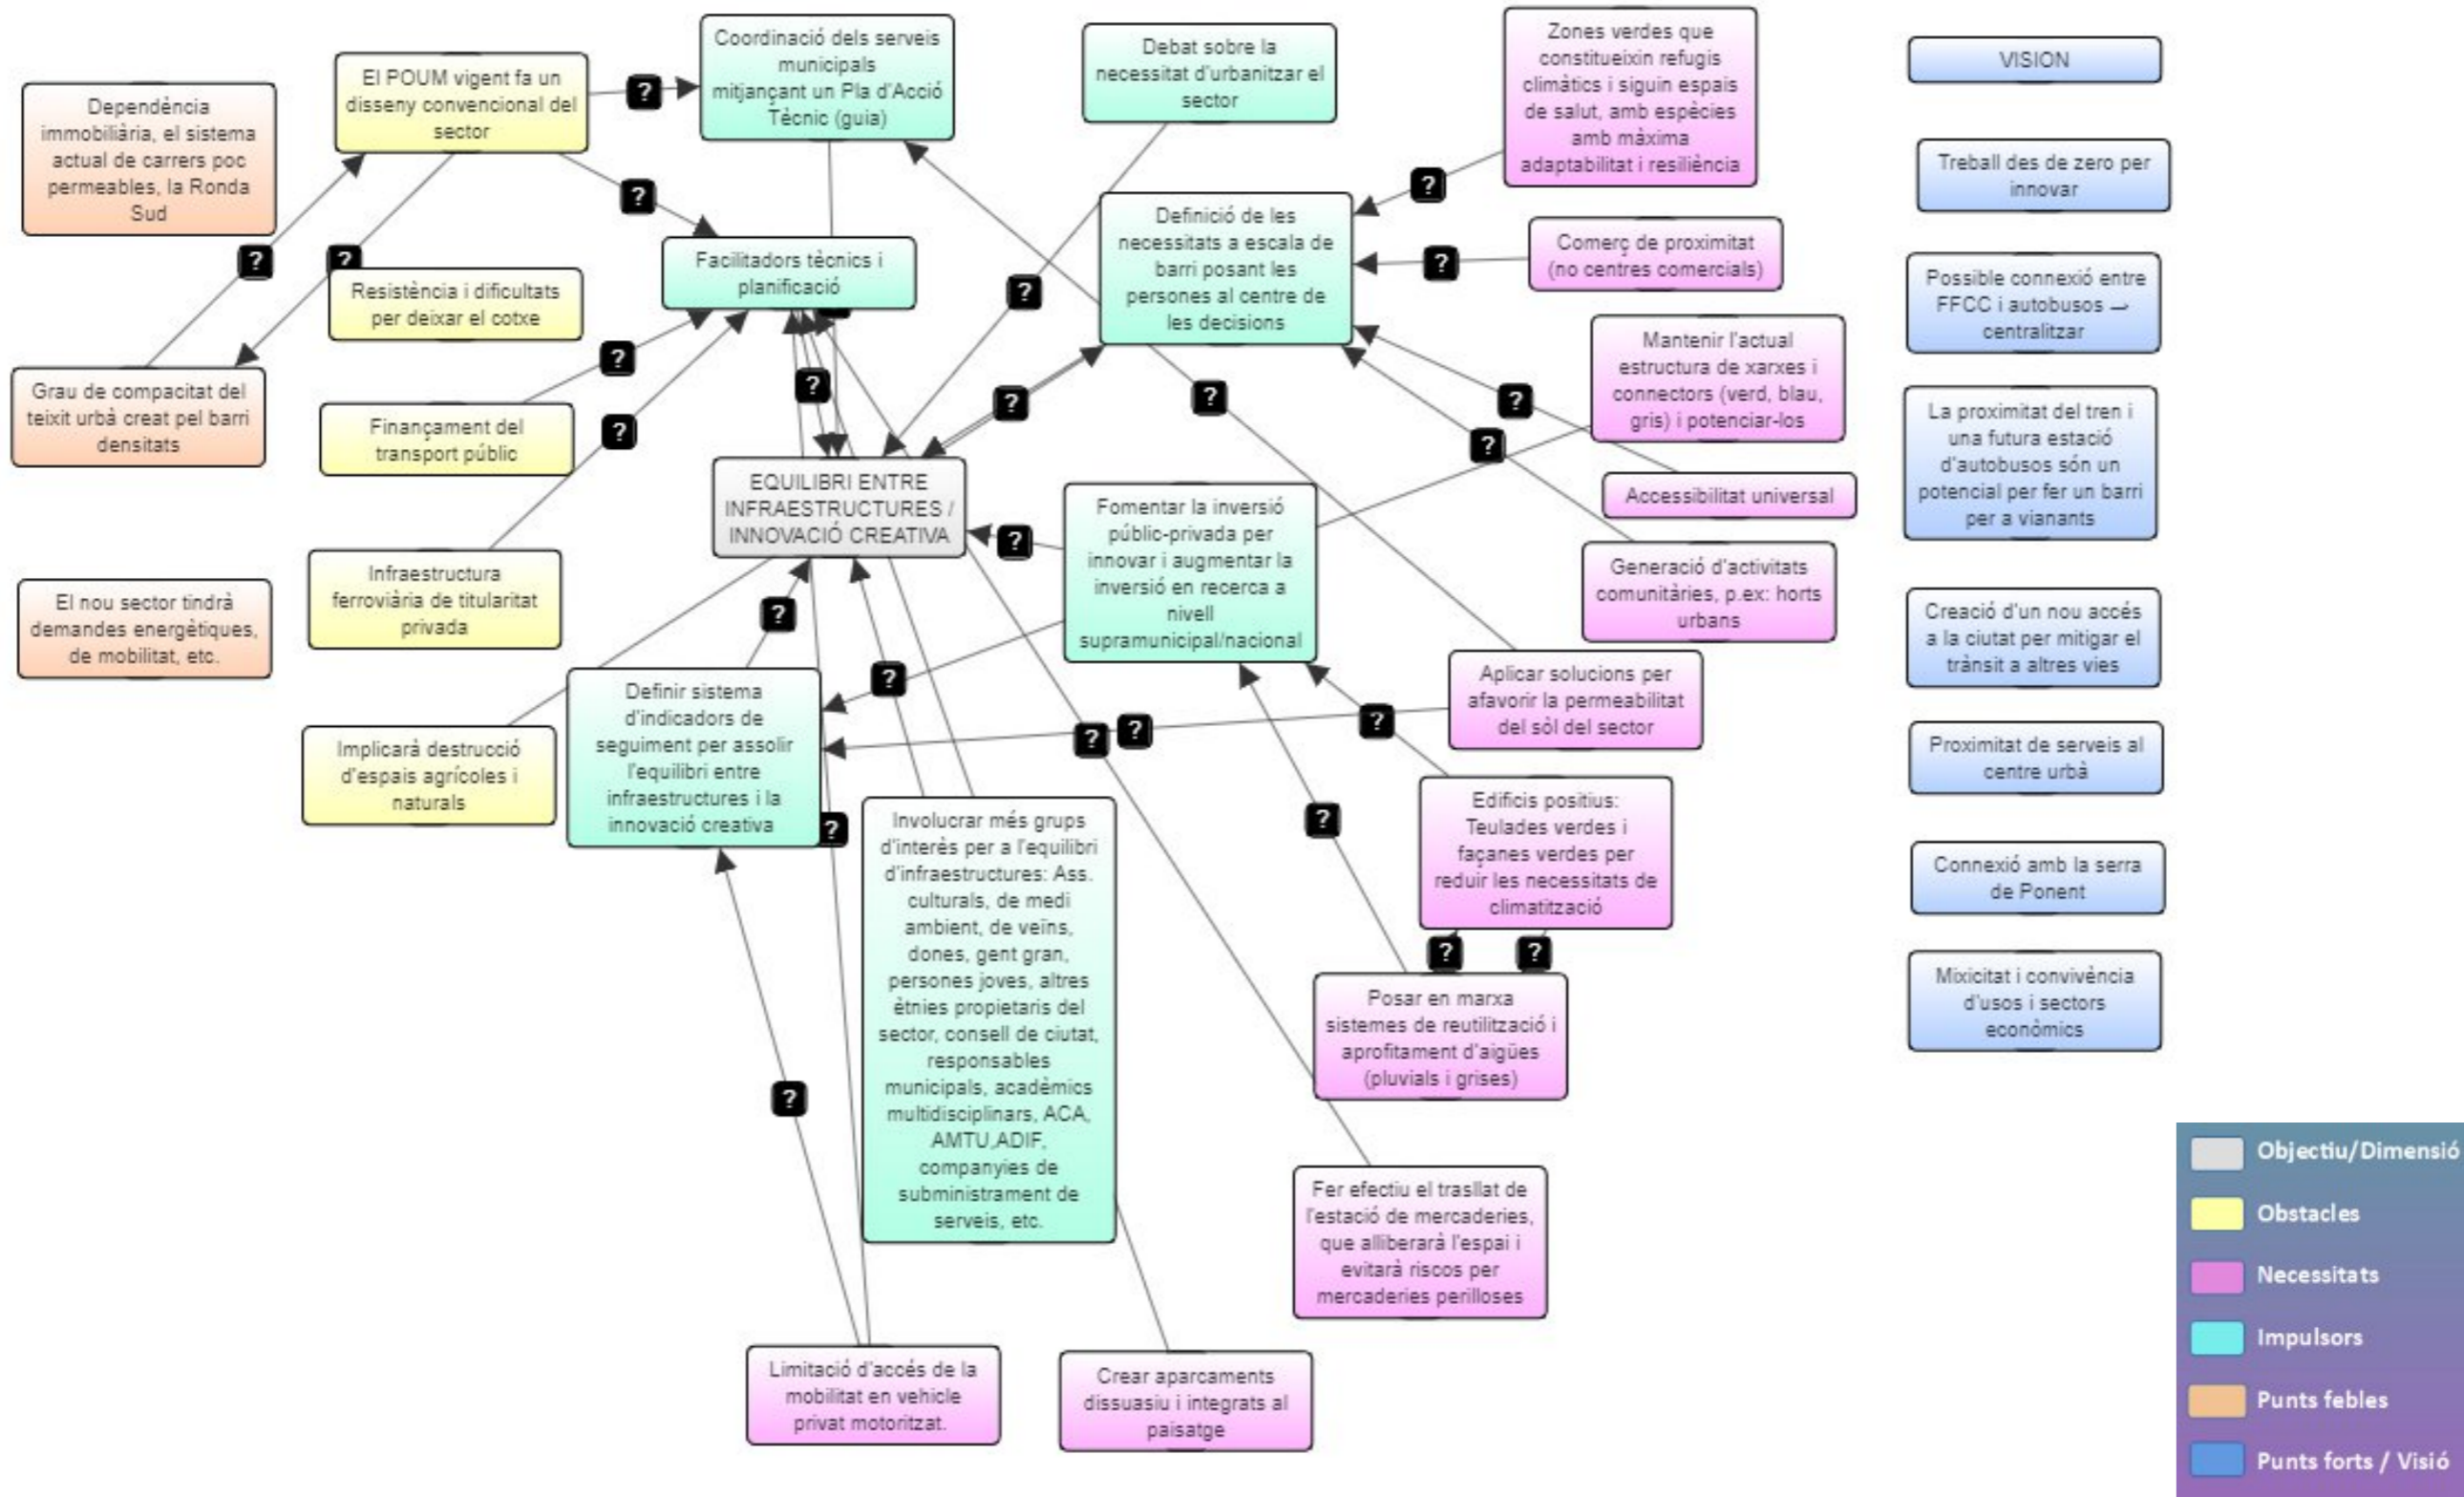 Dependència
immobiliària, el sistema
actual de carrers poc
permeables, la Ronda
Sud
El POUM vigent fa un
disseny convencional del
sector
Coordinació dels serveis
municipals
mitjançant un Pla d'Acció
Tècnic (guia)
Debat sobre la
necessitat d'urbanitzar el
sector
Zones verdes que
constitueixin refugis
climàtics i siguin espais
de salut, amb espècies
amb màxima
adaptabilitat i resiliència
VISION
Treball des de zero per
innovar
?
?
?
Definició de les
necessitats a escala de
barri posant les
persones al centre de
les decisions
Comerç de proximitat
(no centres comercials)
?
Facilitadors tècnics i
planificació
?
?
?
Resistència i dificultats
per deixar el cotxe
Possible connexió entre
FFCC i autobusos →
centralitzar
Mantenir l'actual
estructura de xarxes i
connectors (verd, blau,
gris) i potenciar-los
Grau de compacitat del
teixit urbà creat pel barri
densitats
?
?
?
?
?
Finançament del
transport públic
?
?
La proximitat del tren i
una futura estació
d'autobusos són un
potencial per fer un barri
per a vianants
EQUILIBRI ENTRE
INFRAESTRUCTURES /
INNOVACIÓ CREATIVA
?
Fomentar la inversió
públic-privada per
innovar i augmentar la
inversió en recerca a
nivell
supramunicipal/nacional
Accessibilitat universal
Generació d'activitats
comunitàries, p.ex: horts
urbans
Infraestructura
ferroviària de titularitat
privada
El nou sector tindrà
demandes energètiques,
de mobilitat, etc.
?
?
Creació d'un nou accés
a la ciutat per mitigar el
trànsit a altres vies
Aplicar solucions per
afavorir la permeabilitat
del sòl del sector
?
?
?
Implicarà destrucció
d'espais agrícoles i
naturals
Definir sistema
d'indicadors de
seguiment per assolir
l'equilibri entre
infraestructures i la
innovació creativa
?
Proximitat de serveis al
centre urbà
Edificis positius:
Teulades verdes i
façanes verdes per
reduir les necessitats de
climatització
?
Involucrar més grups
d'interès per a l'equilibri
d'infraestructures: Ass.
culturals, de medi
ambient, de veïns,
dones, gent gran,
persones joves, altres
ètnies propietaris del
sector, consell de ciutat,
responsables
municipals, acadèmics
multidisciplinars, ACA,
AMTU,ADIF,
companyies de
subministrament de
serveis, etc.
Connexió amb la serra
de Ponent
?
?
Posar en marxa
sistemes de reutilització i
aprofitament d'aigües
(pluvials i grises)
Mixicitat i convivència
d'usos i sectors
econòmics
?
Fer efectiu el trasllat de
l'estació de mercaderies,
que alliberarà l'espai i
evitarà riscos per
mercaderies perilloses
Limitació d'accés de la
mobilitat en vehicle
privat motoritzat.
Crear aparcaments
dissuasiu i integrats al
paisatge
Objectiu/Dimensió
Obstacles
Necessitats
Impulsors
Punts febles
Punts forts / Visió